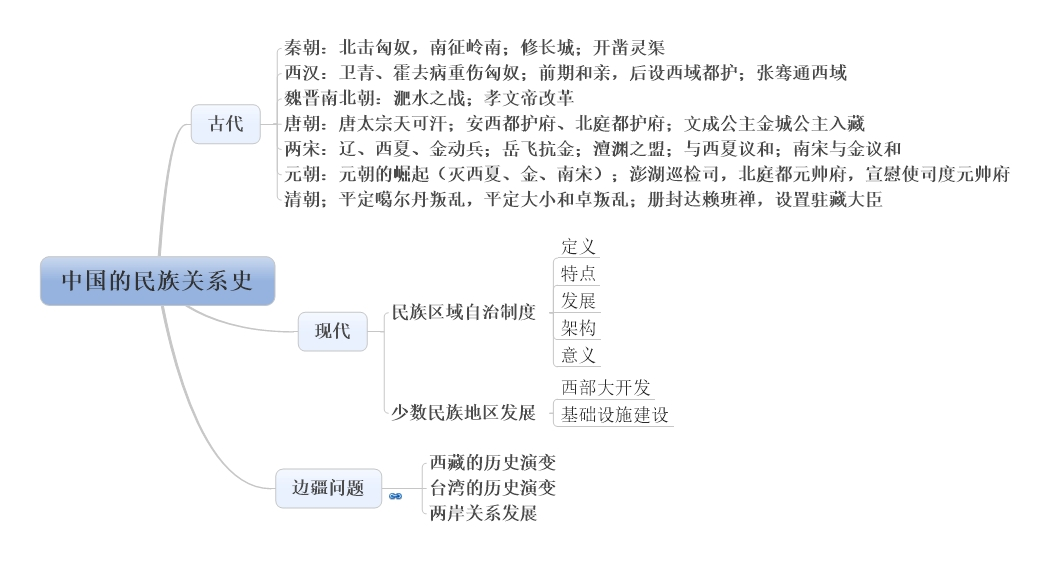 秦朝：北击匈奴，南征岭南；修长城；开凿灵渠
西汉：卫青、霍去病重伤匈奴；前期和亲，后设西域都护；张骞通西域
魏晋南北朝：淝水之战；孝文帝改革
古代
唐朝：唐太宗天可汗；安西都护府、北庭都护府；文成公主金城公主入藏
两宋：辽、西夏、金动兵；岳飞抗金；澶渊之盟；与西夏议和；南宋与金议和
元朝：元朝的崛起（灭西夏、金、南宋）；澎湖巡检司，北庭都元帅府，宣慰使司度元帅府
清朝；平定噶尔丹叛乱，平定大小和卓叛乱；册封达赖班禅，设置驻藏大臣
中国的民族关系史
现代
民族区域自治制度
定义
特点
发展
架构
意义
少数民族地区发展
西部大开发
基础设施建设
边疆问题
西藏的历史演变
台湾的历史演变
两岸关系发展